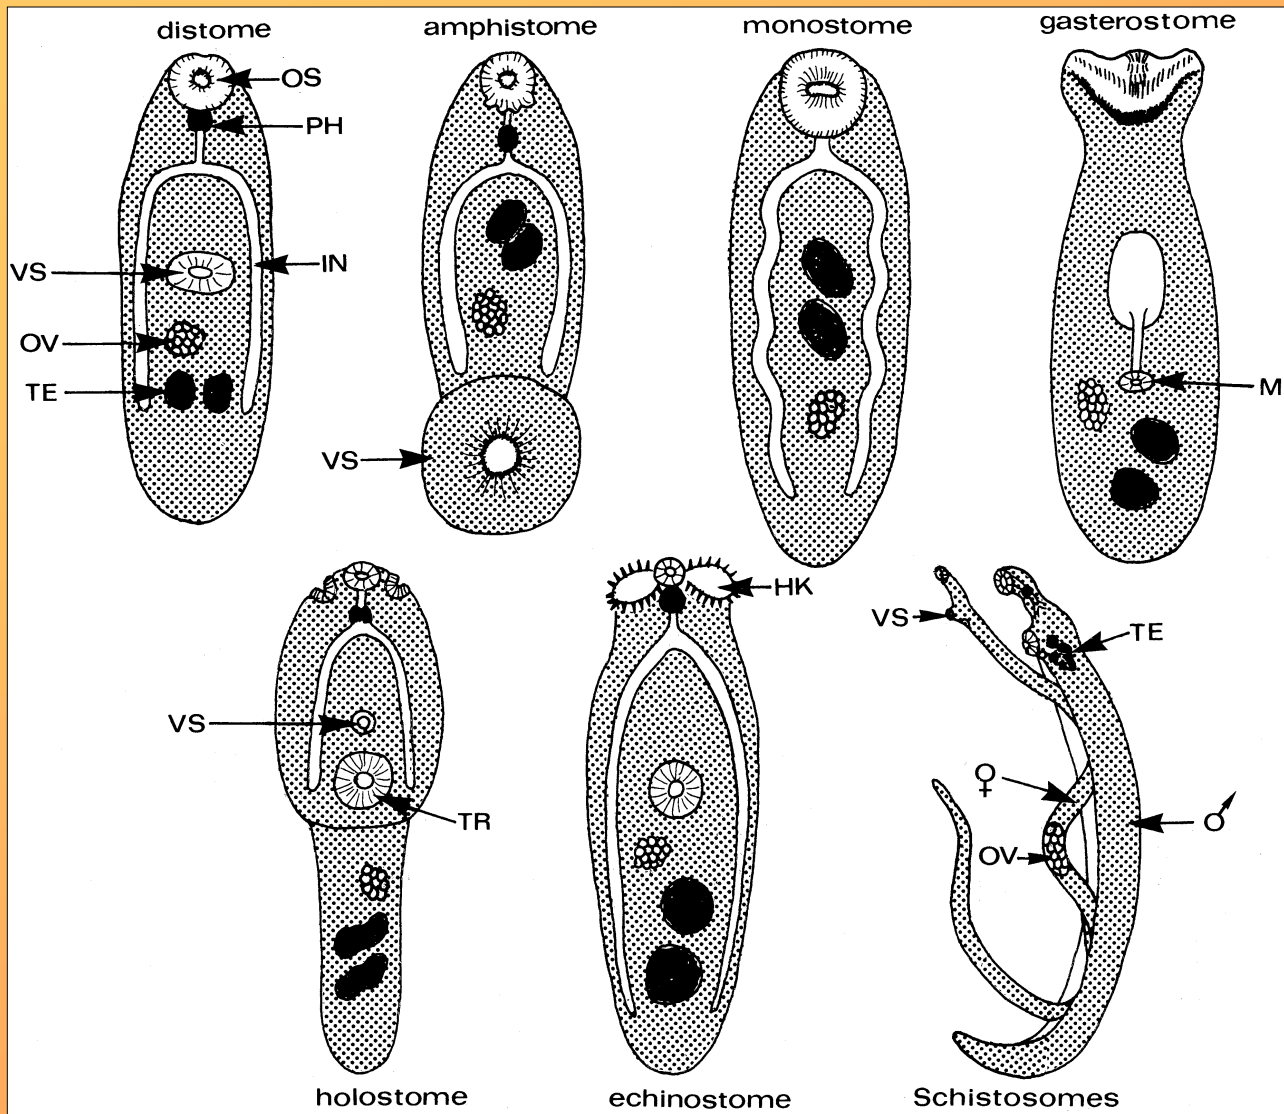 distome
amphistome
monostome
gasterostome
OS
PH
VS
IN
OV
TE
VS
M
HK
VS
TE
VS
♀
TR
OV
♂
holostome
echinostome
Schistosomes